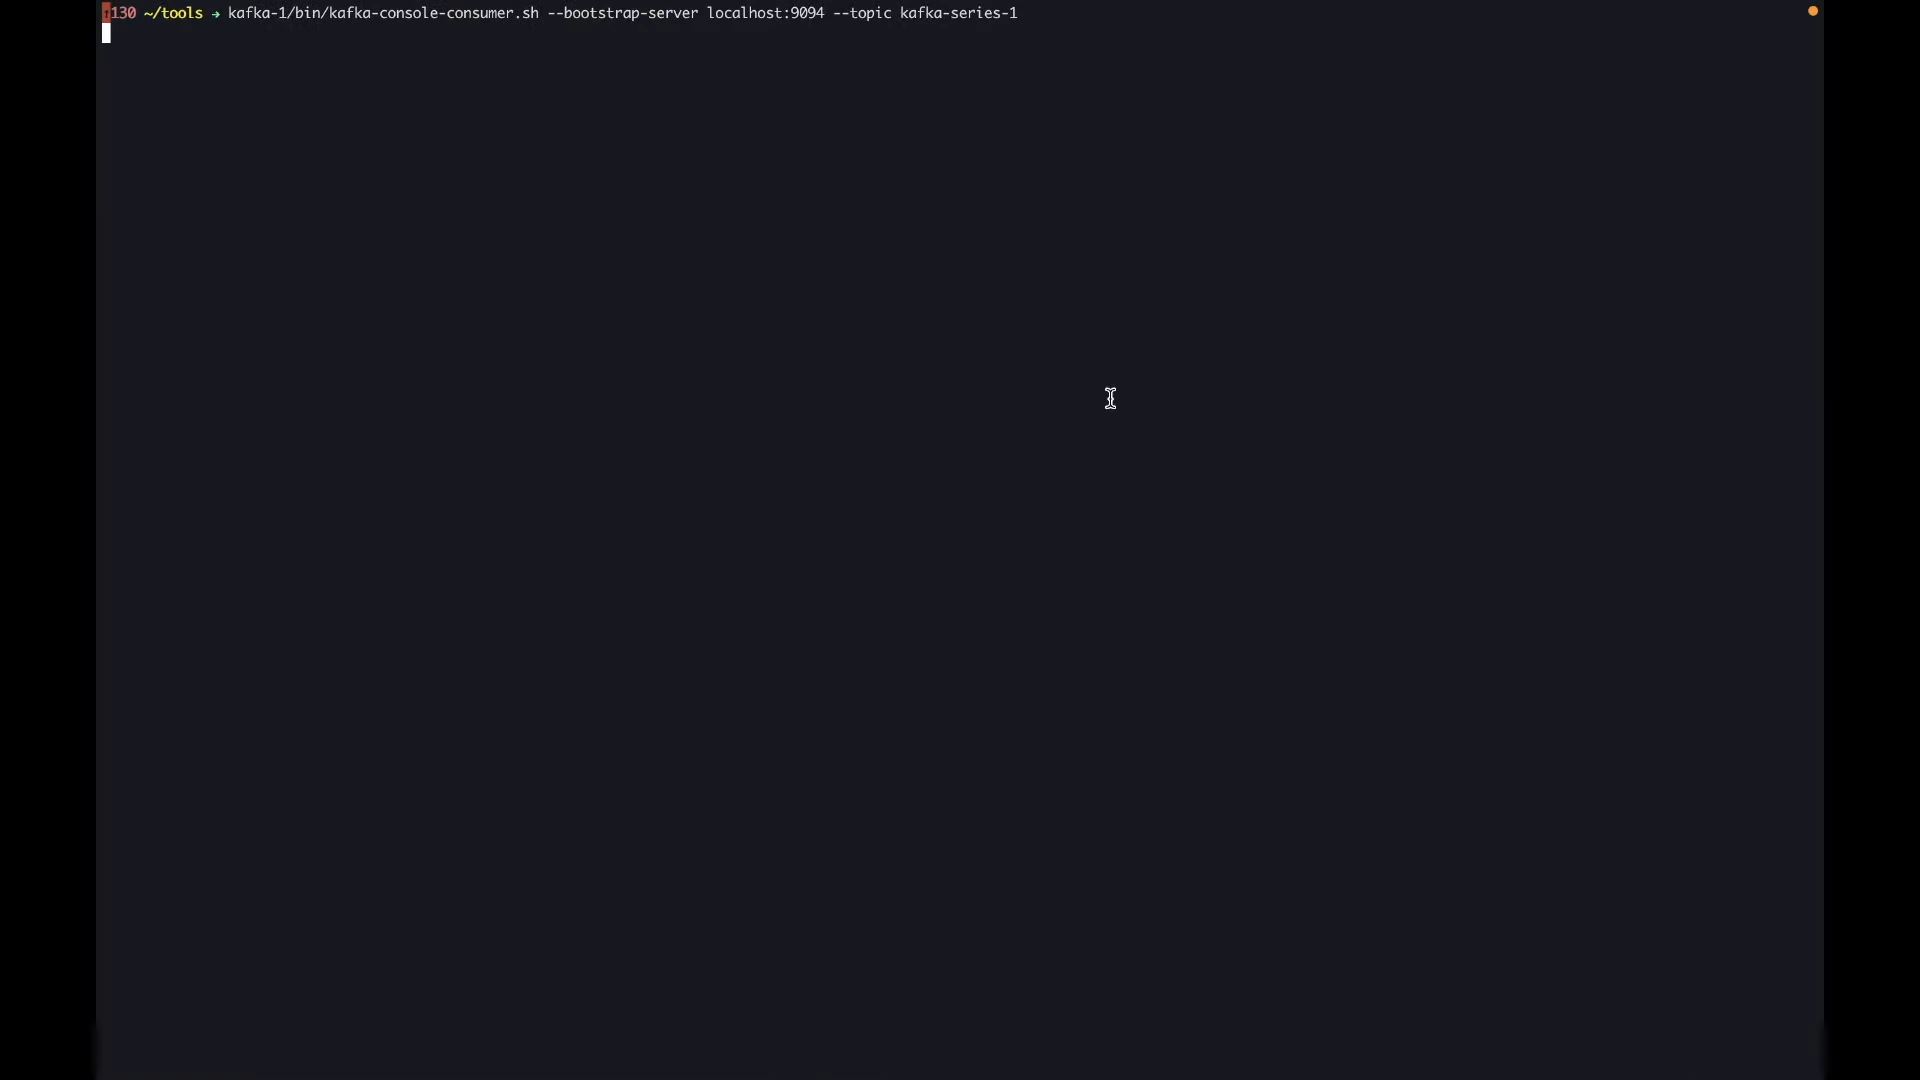 130 ~/tools → kafka-1/bin/kafka-console-consumer.sh --bootstrap-server localhost:9094 --topic kafka-series-1